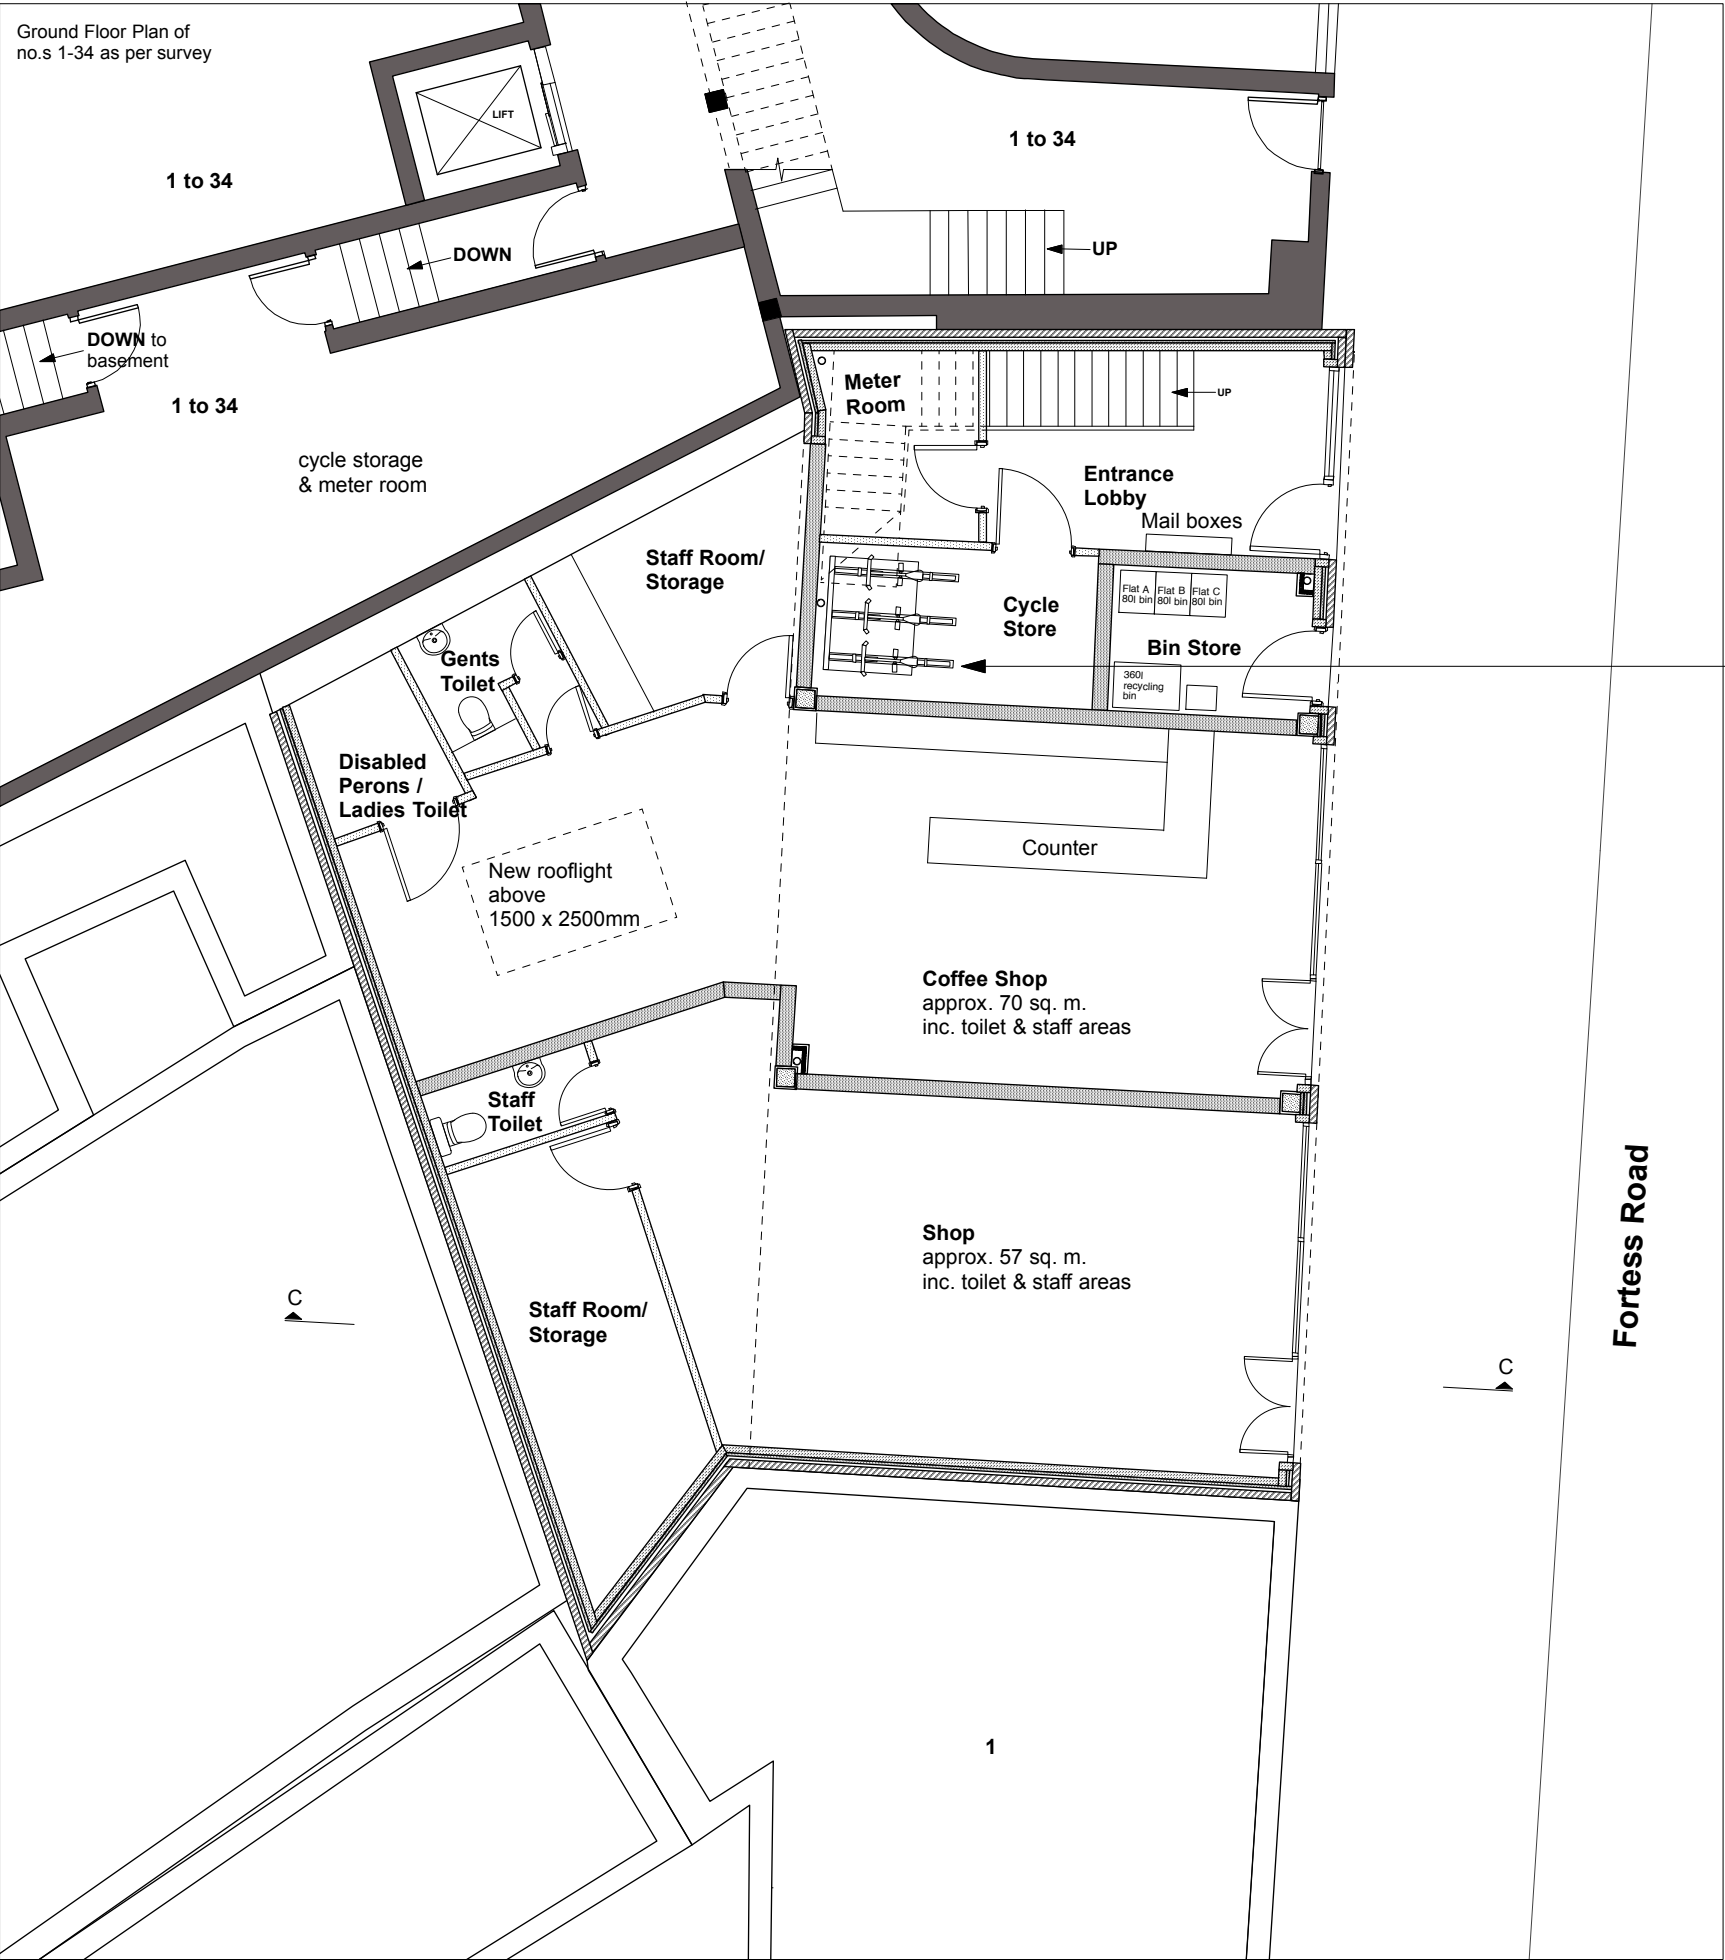 Ground Floor Plan of
no.s 1-34 as per survey
LIFT
1 to 34
1 to 34
DOWN
UP
DOWN to
basement
1 to 34
cycle storage
& meter room
Meter
Room
UP
Entrance
Lobby
Mail boxes
Staff Room/
Storage
Cycle
Store
Flat A
80l bin
Flat B
80l bin
Flat C
80l bin
Bin Store
360l
recycling
bin
Gents
Toilet
Disabled
Perons /
Ladies Toilet
New rooflight
above
1500 x 2500mm
Counter
Coffee Shop
approx. 70 sq. m.
inc. toilet & staff areas
Staff
Toilet
Shop
approx. 57 sq. m.
inc. toilet & staff areas
Staff Room/
Storage
C
C
Fortess Road
1